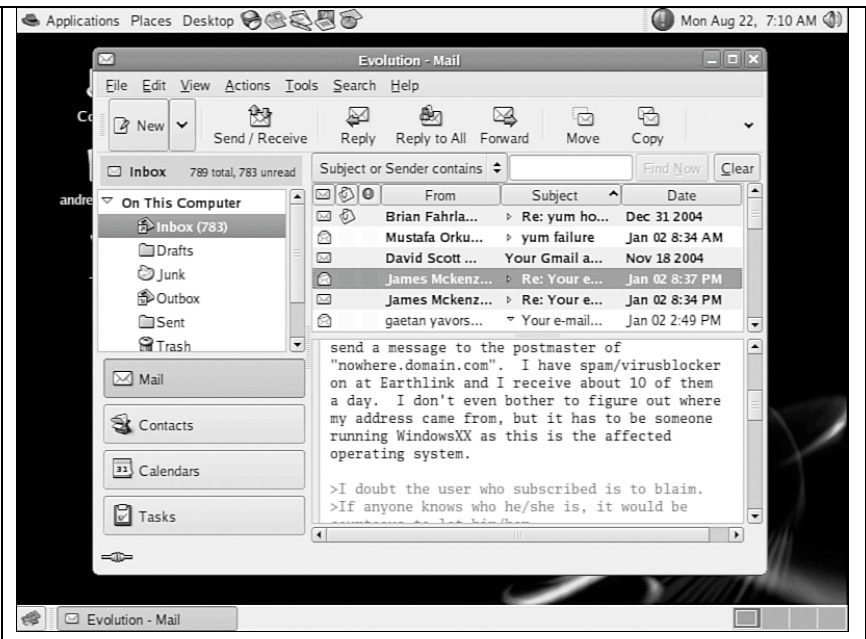 Applications Places Desktop Mon Aug 22, 7:10 AM
Evolution - Mail
File Edit View Actions Tools Search Help
New Send / Receive Reply Reply to All Forward Move Copy
Inbox 789 total, 783 unread Subject or Sender contains Find Now Clear
On This Computer
Inbox (783)
Drafts
Junk
Outbox
Sent
Trash
From Subject Date
Brian Fahrla... Re: yum ho... Dec 31 2004
Mustafa Orku... yum failure Jan 02 8:34 AM
David Scott ... Your Gmail a... Nov 18 2004
James Mckenz... Re: Your e... Jan 02 8:37 PM
James Mckenz... Re: Your e... Jan 02 8:34 PM
gaetan yavors... Your e-mail... Jan 02 2:49 PM
Mail
Contacts
31 Calendars
Tasks
send a message to the postmaster of
"nowhere.domain.com". I have spam/virusblocker
on at Earthlink and I receive about 10 of them
a day. I don't even bother to figure out where
my address came from, but it has to be someone
running WindowsXX as this is the affected
operating system.
>I doubt the user who subscribed is to blaim.
>If anyone knows who he/she is, it would be
Evolution - Mail